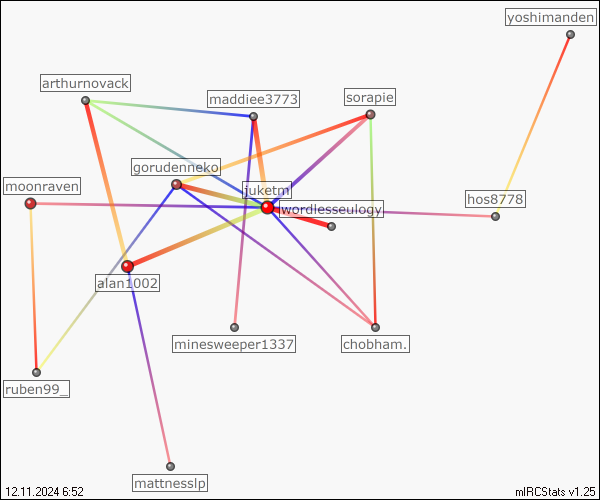 yoshimanden
arthurnovack
maddiee3773
sorapie
gorudenneko
moonraven
juketm
wordlesseulogy
hos8778
alan1002
minesweeper1337
chobham.
ruben99_
mattnesslp
12.11.2024 6:52
mIRCStats v1.25